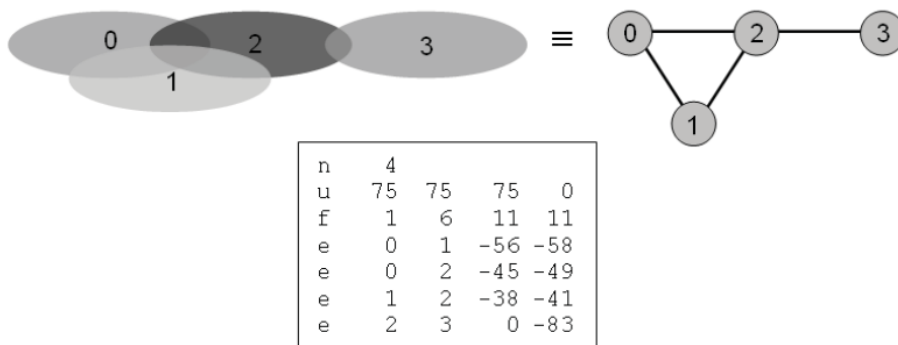 0 2 3 ≡ 0 2 3
1 1
n 4
u 75 75 75 0
f 1 6 11 11
e 0 1 -56 -58
e 0 2 -45 -49
e 1 2 -38 -41
e 2 3 0 -83